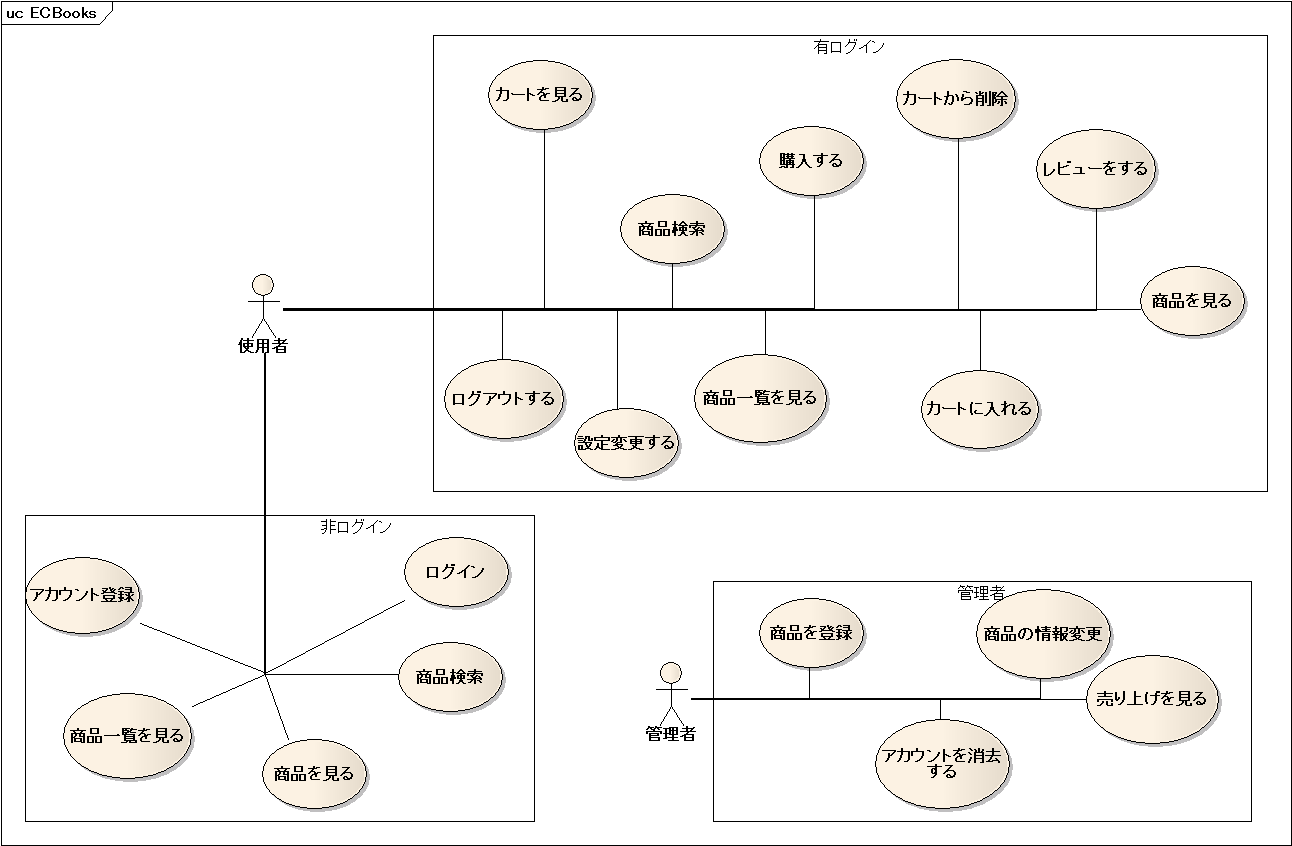 uc ECBooks
有ログイン
カートを見る
カートから削除
購入する
レビューをする
商品検索
商品を見る
使用者
ログアウトする
設定変更する
商品一覧を見る
カートに入れる
非ログイン
ログイン
アカウント登録
商品検索
商品一覧を見る
商品を見る
管理者
商品を登録
商品の情報変更
売り上げを見る
管理者
アカウントを消去
する